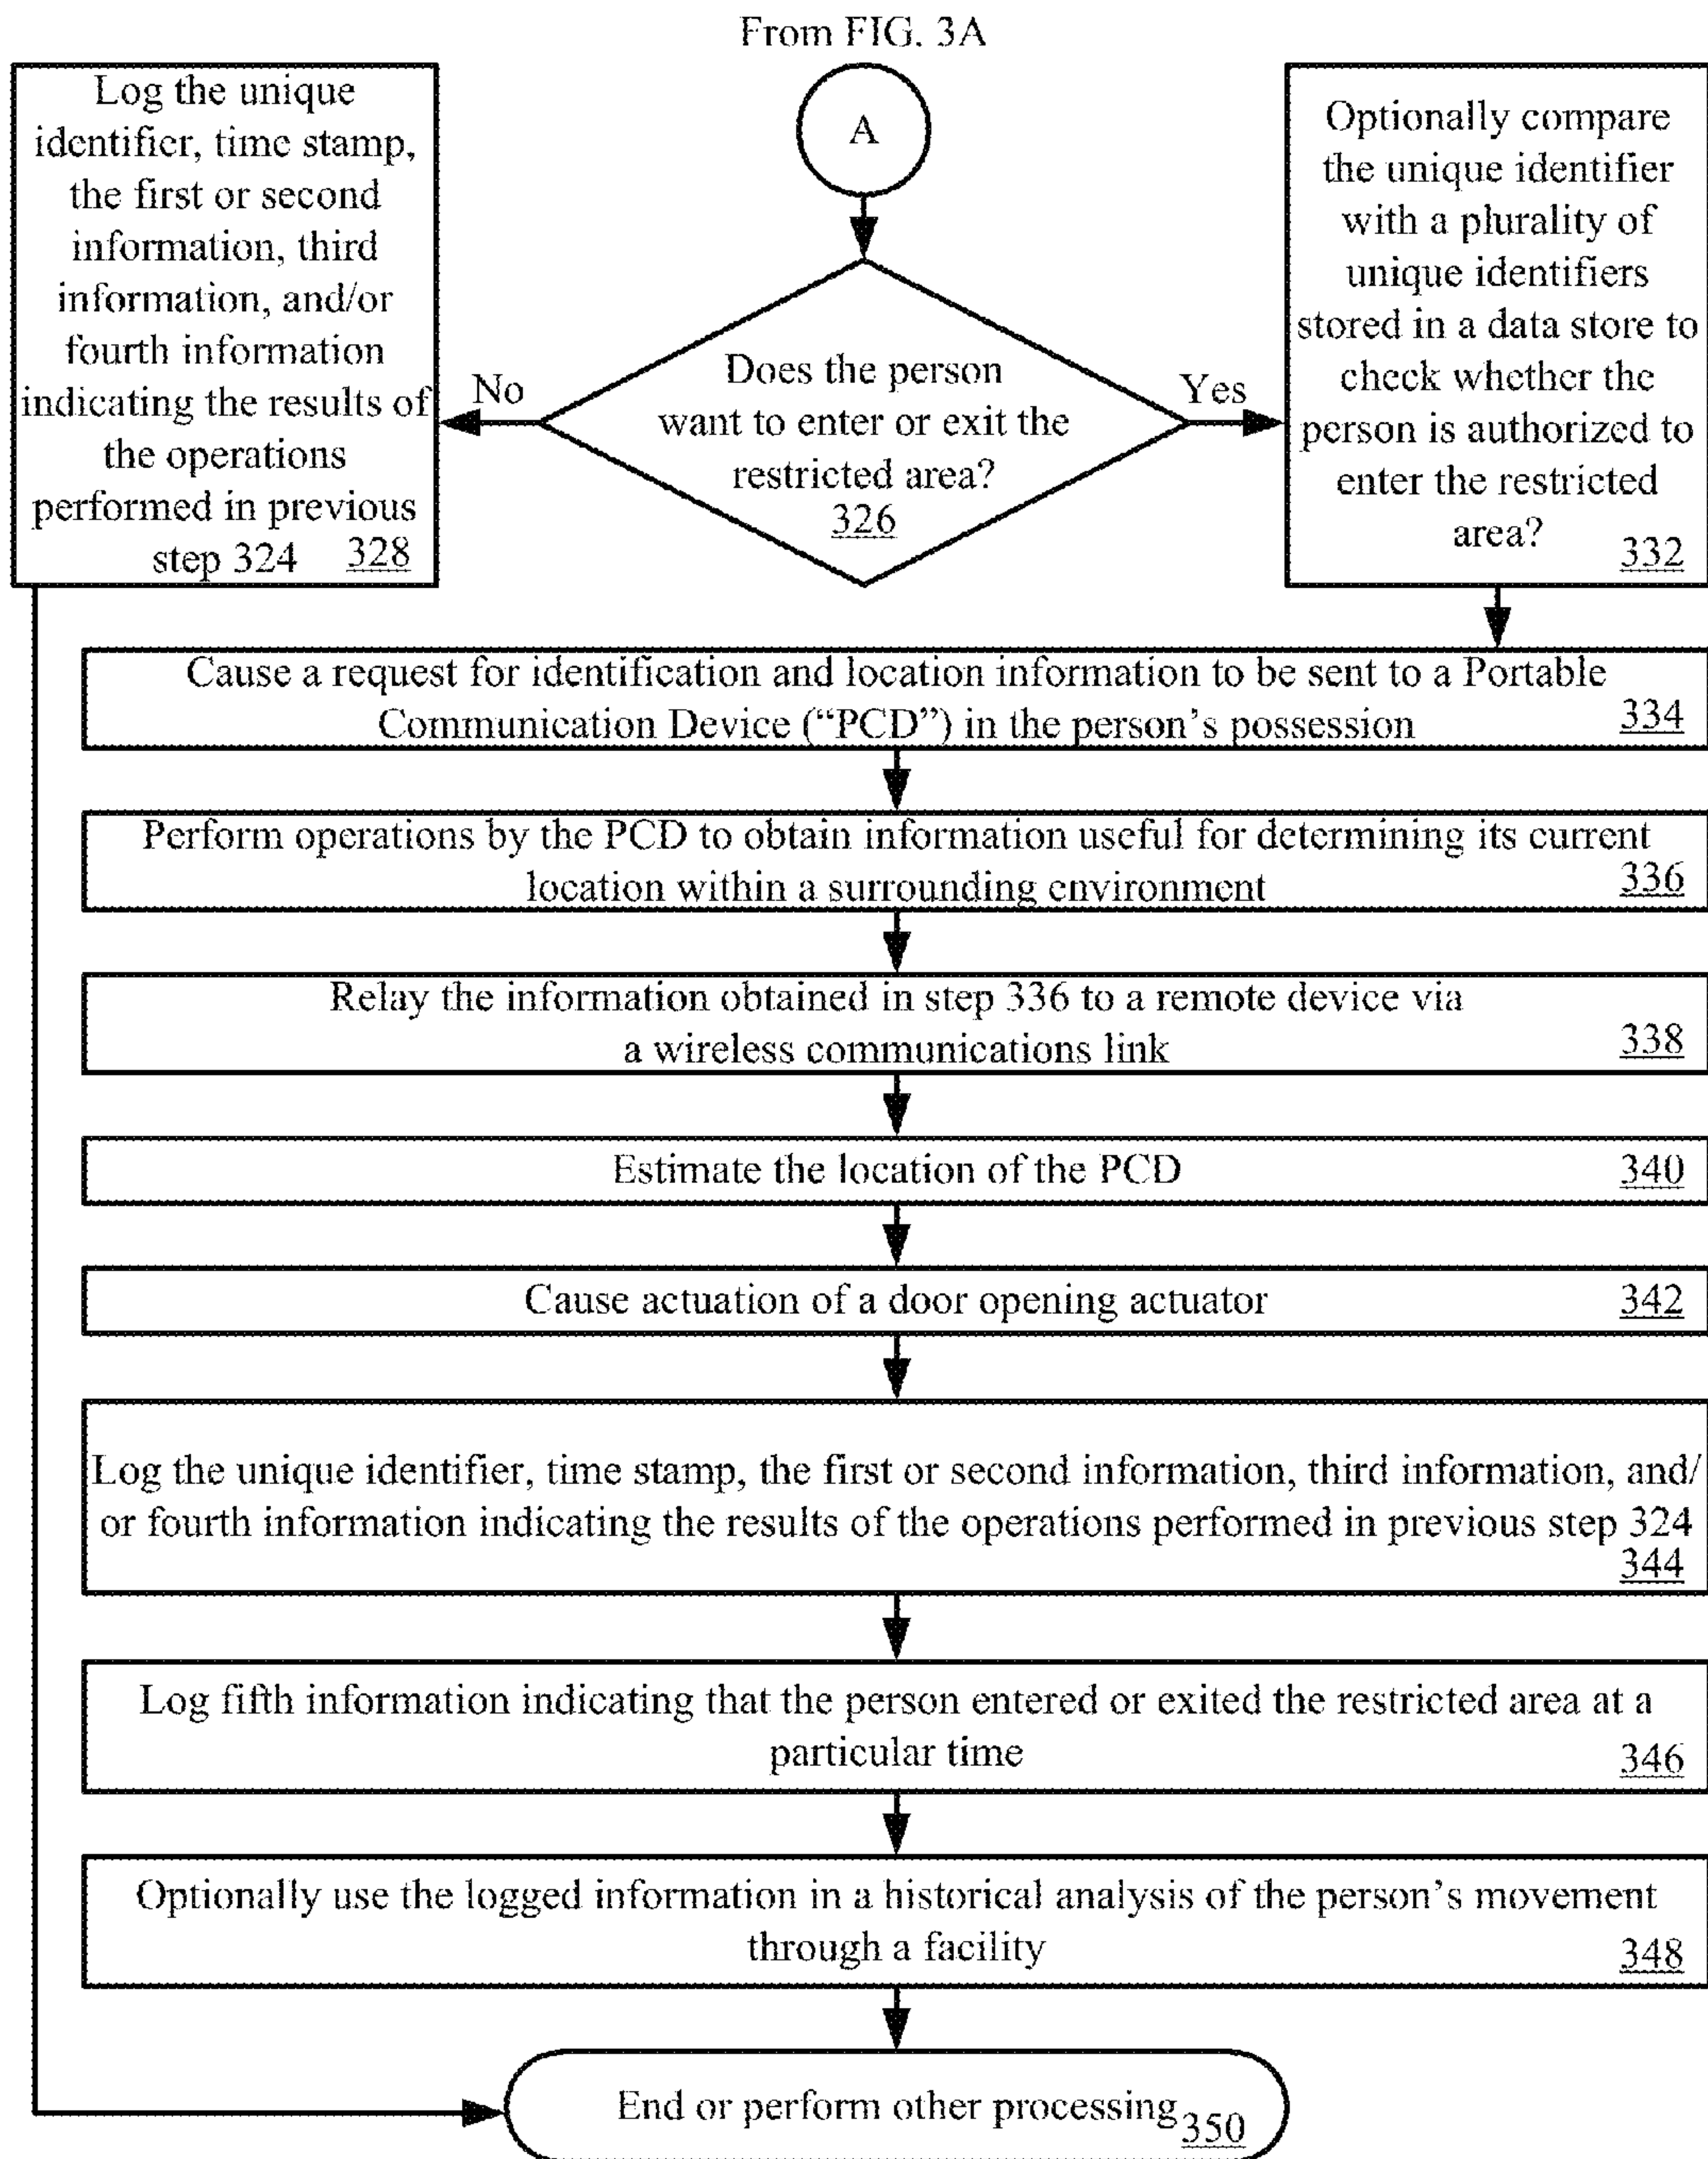 From FIG. 3A
A
Log the unique
identifier, time stamp,
the first or second
information, third
information, and/or
fourth information
indicating the results of
the operations
performed in previous
step 324 328
No
Does the person
want to enter or exit the
restricted area?
326
Yes
Optionally compare
the unique identifier
with a plurality of
unique identifiers
stored in a data store to
check whether the
person is authorized to
enter the restricted
area? 332
Cause a request for identification and location information to be sent to a Portable
Communication Device (“PCD”) in the person’s possession 334
Perform operations by the PCD to obtain information useful for determining its current
location within a surrounding environment 336
Relay the information obtained in step 336 to a remote device via
a wireless communications link 338
Estimate the location of the PCD 340
Cause actuation of a door opening actuator 342
Log the unique identifier, time stamp, the first or second information, third information, and/
or fourth information indicating the results of the operations performed in previous step 324
344
Log fifth information indicating that the person entered or exited the restricted area at a
particular time 346
Optionally use the logged information in a historical analysis of the person’s movement
through a facility 348
End or perform other processing 350